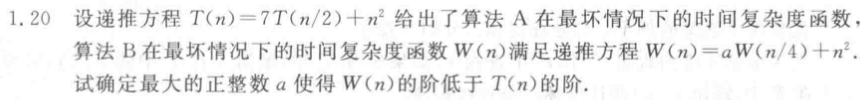 1.20 设递推方程 T(n)=7T(n/2)+n² 给出了算法 A 在最坏情况下的时间复杂度函数,
算法 B 在最坏情况下的时间复杂度函数 W(n)满足递推方程 W(n)=aW(n/4)+n².
试确定最大的正整数 a 使得 W(n)的阶低于 T(n)的阶.